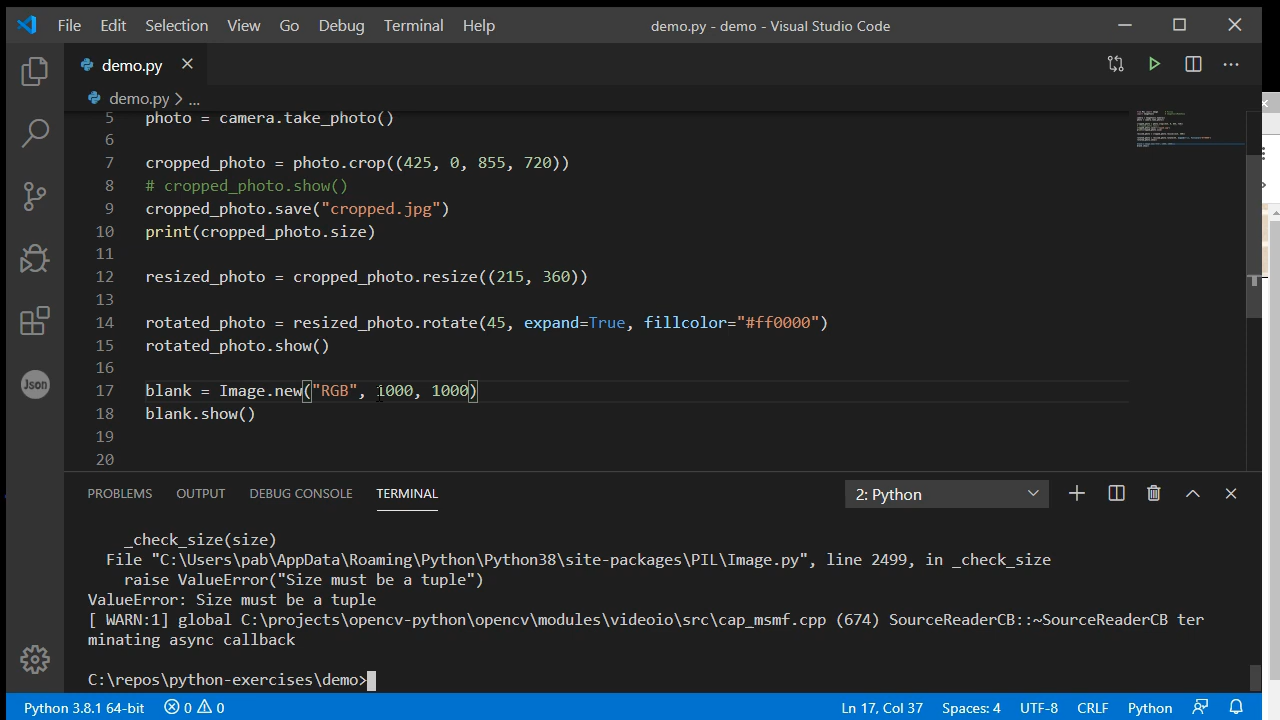 File Edit Selection View Go Debug Terminal Help demo.py - demo - Visual Studio Code
demo.py
demo.py > ...
5 photo = camera.take_photo()
6
7 cropped_photo = photo.crop((425, 0, 855, 720))
8 # cropped_photo.show()
9 cropped_photo.save("cropped.jpg")
10 print(cropped_photo.size)
11
12 resized_photo = cropped_photo.resize((215, 360))
13
14 rotated_photo = resized_photo.rotate(45, expand=True, fillcolor="#ff0000")
15 rotated_photo.show()
16
17 blank = Image.new("RGB", 1000, 1000)
18 blank.show()
19
20
Json
PROBLEMS OUTPUT DEBUG CONSOLE TERMINAL 2: Python
_check_size(size)
File "C:\Users\pab\AppData\Roaming\Python\Python38\site-packages\PIL\Image.py", line 2499, in _check_size
raise ValueError("Size must be a tuple")
ValueError: Size must be a tuple
[ WARN:1] global C:\projects\opencv-python\opencv\modules\videoio\src\cap_msmf.cpp (674) SourceReaderCB::~SourceReaderCB ter
minating async callback
C:\repos\python-exercises\demo>
Python 3.8.1 64-bit 0 0 Ln 17, Col 37 Spaces: 4 UTF-8 CRLF Python